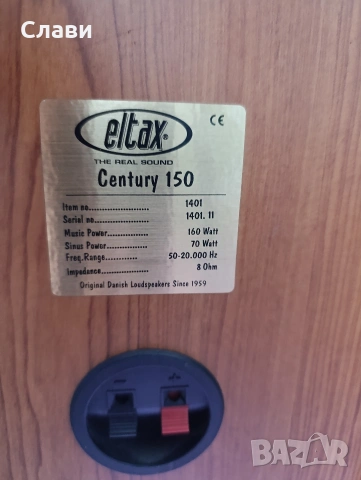 Слави
eltax®
CE
THE REAL SOUND
Century 150
Item no........................ 1401
Serial no....................... 1401. 11
Music Power................... 160 Watt
Sinus Power.................... 70 Watt
Freq.Range............... 50-20.000 Hz
Impedance........................ 8 Ohm
Original Danish Loudspeakers Since 1959
BAZAR